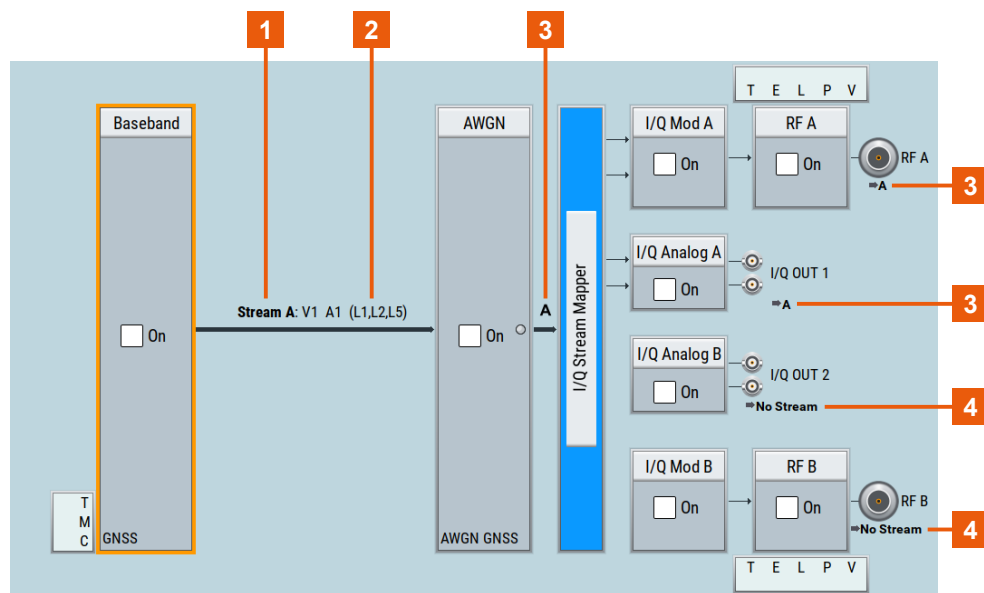 1
2
3
T E L P V
Baseband
AWGN
I/Q Mod A
RF A
On
On
RF A
A
3
I/Q Analog A
On
I/Q OUT 1
A
3
Stream A: V1 A1 (L1,L2,L5)
A
On
On
I/Q Stream Mapper
I/Q Analog B
On
I/Q OUT 2
No Stream
4
I/Q Mod B
RF B
On
On
RF B
No Stream
4
T
M
C
GNSS
AWGN GNSS
T E L P V